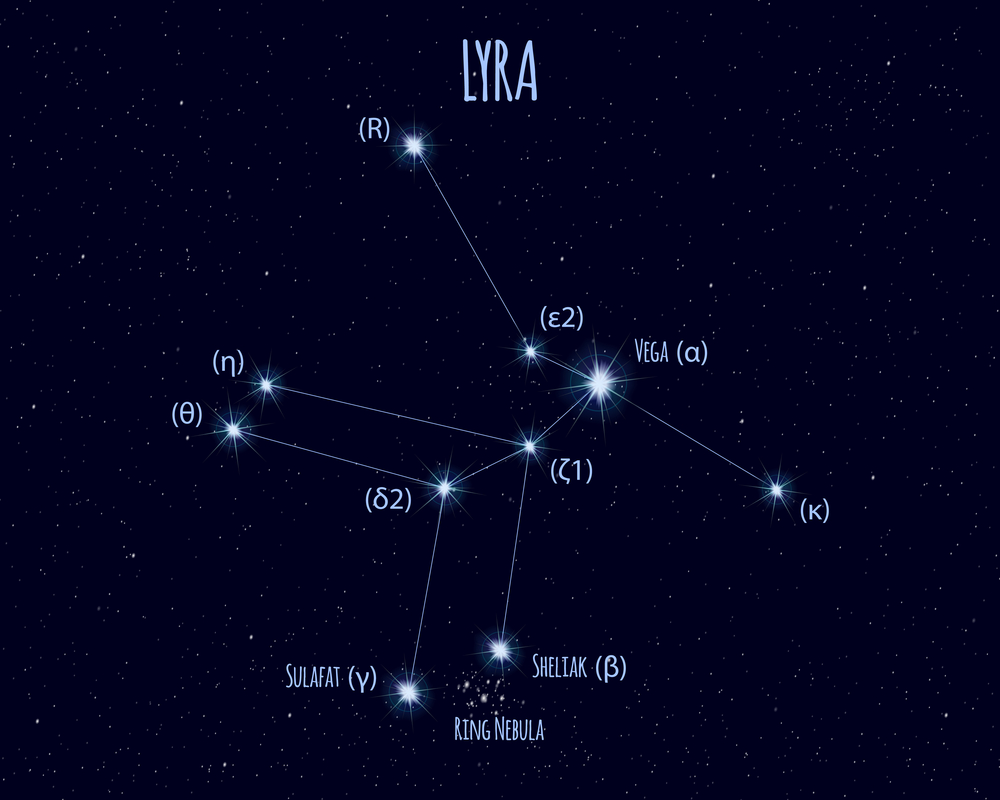 LYRA
(R)
(ε2)
VEGA (α)
(η)
(θ)
(ζ1)
(δ2)
(κ)
SHELIAK (β)
SULAFAT (γ)
RING NEBULA